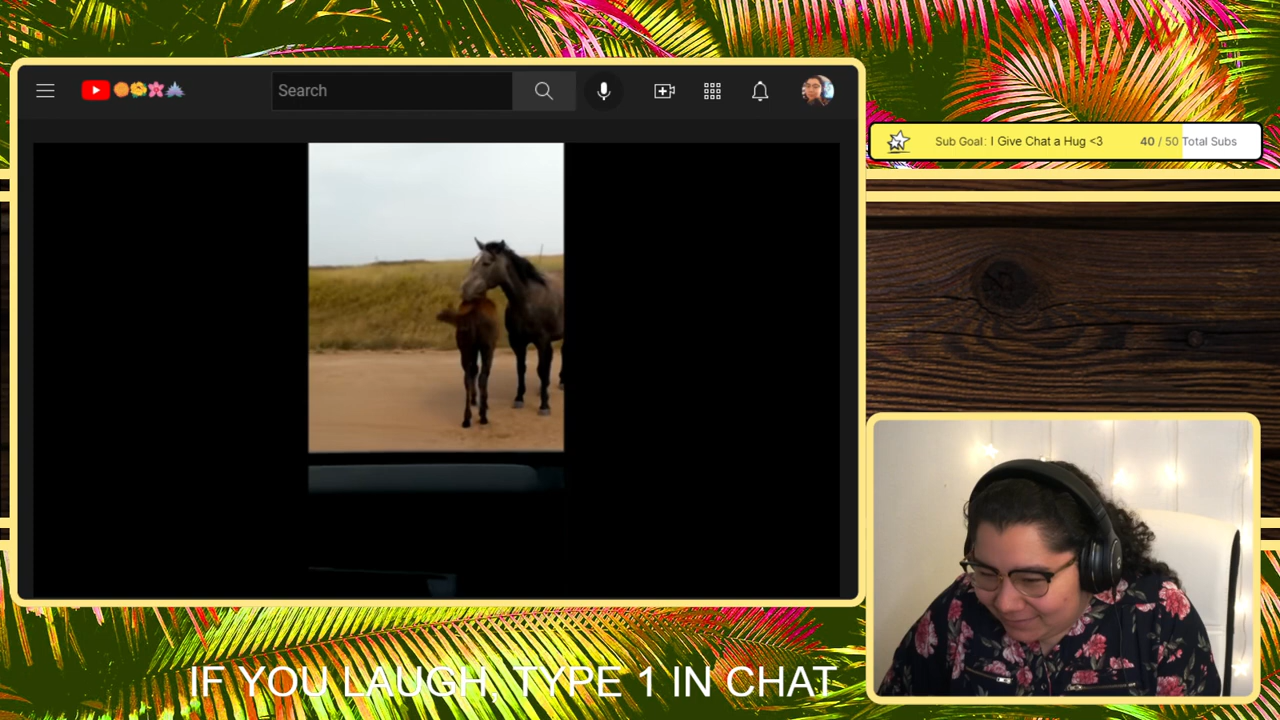 Search
Sub Goal: I Give Chat a Hug <3 40 / 50 Total Subs
IF YOU LAUGH, TYPE 1 IN CHAT